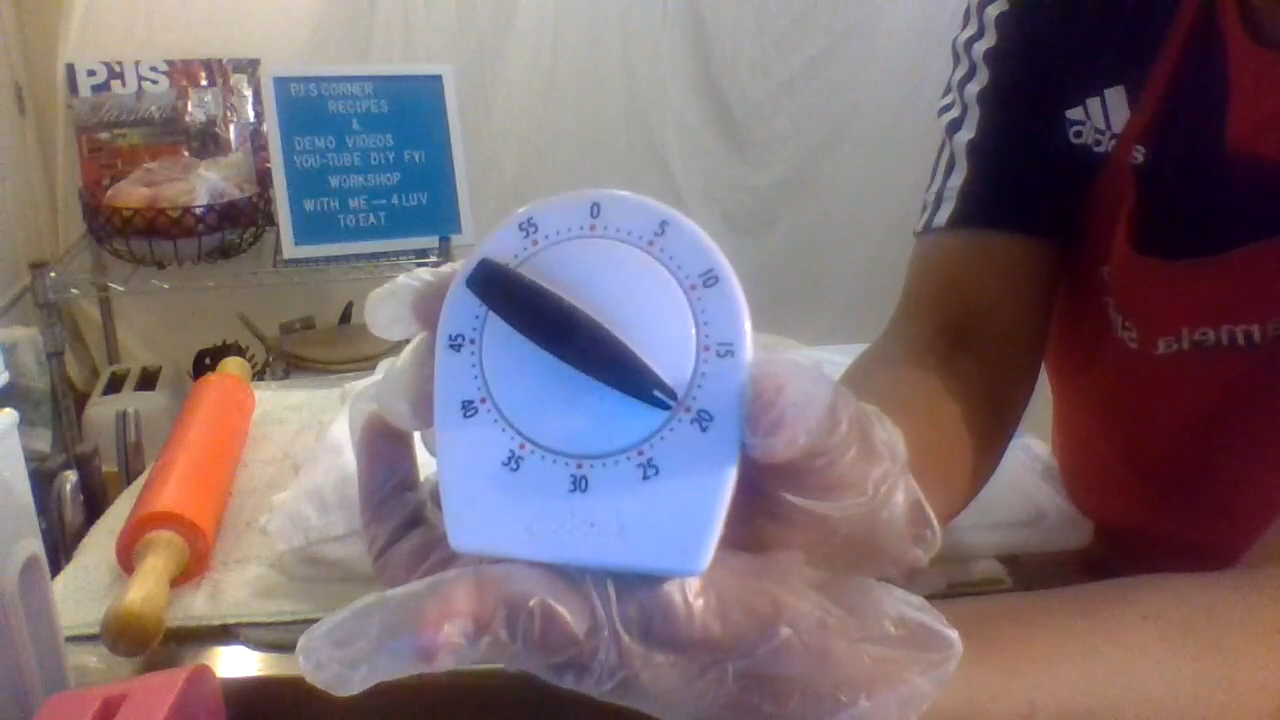 PJS
PJ S CORNER
RECIPES
&
DEMO VIDEOS
YOU-TUBE DIY FYI
WORKSHOP
WITH ME — 4 LUV
TO EAT
adidas
0
5
10
15
20
25
30
35
40
45
55